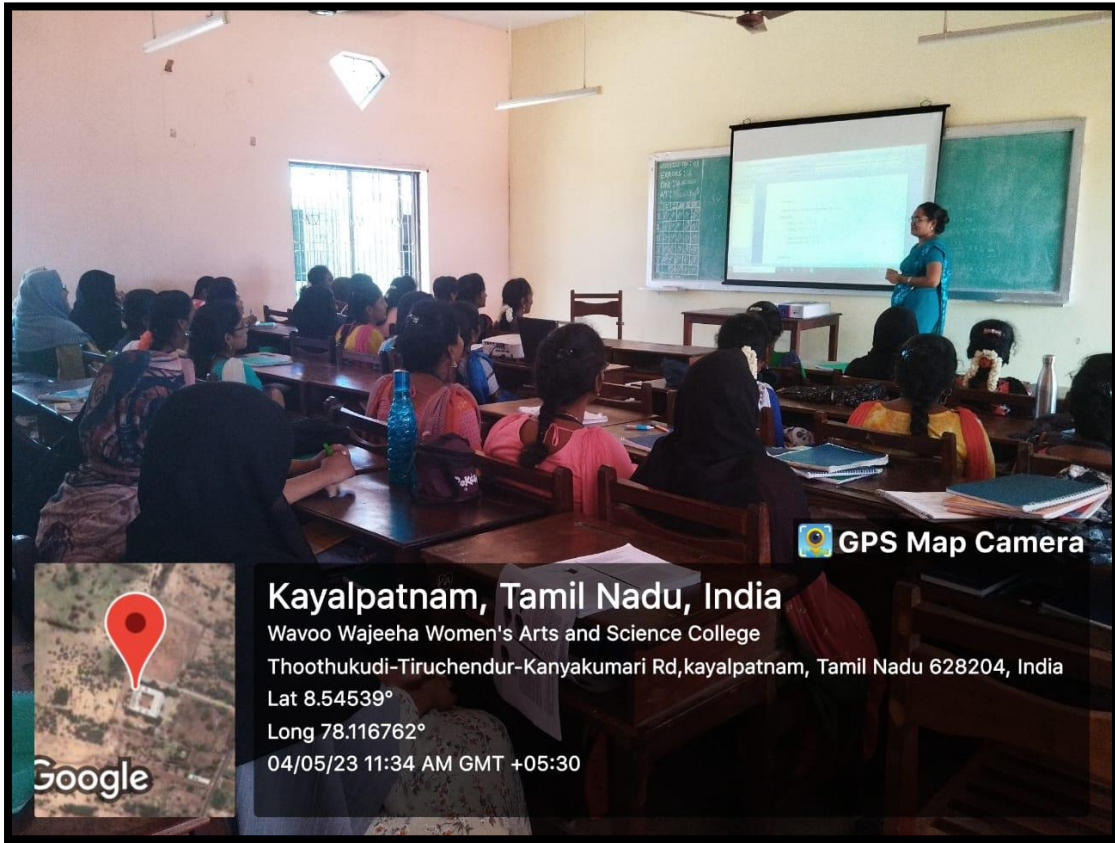 GPS Map Camera
Kayalpatnam, Tamil Nadu, India
Wavoo Wajeeha Women's Arts and Science College
Thoothukudi-Tiruchendur-Kanyakumari Rd,kayalpatnam, Tamil Nadu 628204, India
Lat 8.54539°
Long 78.116762°
04/05/23 11:34 AM GMT +05:30
Google